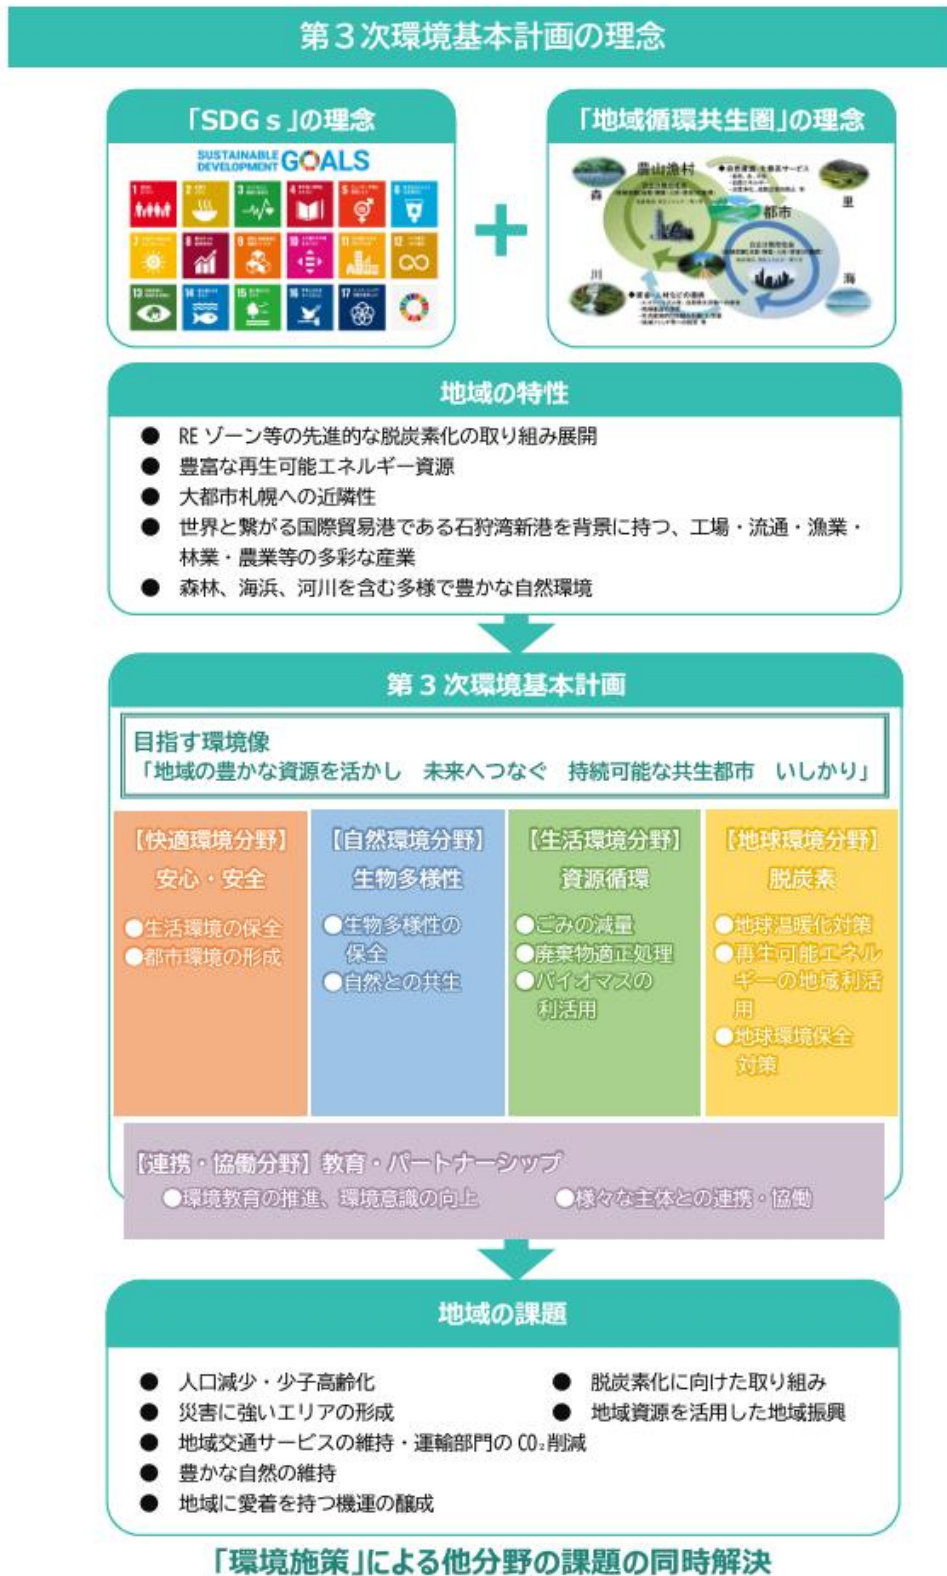 第3次環境基本計画の理念
「SDGs」の理念
「地域循環共生圏」の理念
SUSTAINABLE
DEVELOPMENT GOALS
1
2
3
4
5
6
7
8
9
10
11
12
13
14
15
16
17
農山漁村
森
里
都市
川
海
地域の特性
● RE ゾーン等の先進的な脱炭素化の取り組み展開
● 豊富な再生可能エネルギー資源
● 大都市札幌への近隣性
● 世界と繋がる国際貿易港である石狩湾新港を背景に持つ、工場・流通・漁業・
林業・農業等の多彩な産業
● 森林、海浜、河川を含む多様で豊かな自然環境
第3次環境基本計画
目指す環境像
「地域の豊かな資源を活かし 未来へつなぐ 持続可能な共生都市 いしかり」
【快適環境分野】
安心・安全
●生活環境の保全
●都市環境の形成
【自然環境分野】
生物多様性
●生物多様性の
保全
●自然との共生
【生活環境分野】
資源循環
●ごみの減量
●廃棄物適正処理
●バイオマスの
利活用
【地球環境分野】
脱炭素
●地球温暖化対策
●再生可能エネル
ギーの地域利活
用
●地球環境保全
対策
【連携・協働分野】教育・パートナーシップ
●環境教育の推進、環境意識の向上 ●様々な主体との連携・協働
地域の課題
● 人口減少・少子高齢化
● 災害に強いエリアの形成
● 地域交通サービスの維持・運輸部門の CO₂削減
● 豊かな自然の維持
● 地域に愛着を持つ機運の醸成
● 脱炭素化に向けた取り組み
● 地域資源を活用した地域振興
「環境施策」による他分野の課題の同時解決